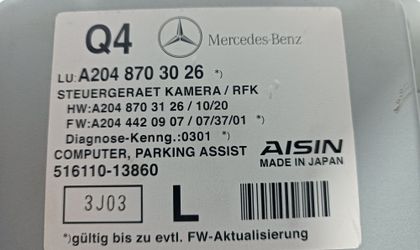 Q4 Mercedes-Benz
LU:A204 870 30 26 *)
STEUERGERAET KAMERA / RFK
HW:A204 870 31 26 / 10/20
FW:A204 442 09 07 / 07/37/01 *)
Diagnose-Kenng.:0301 *)
COMPUTER, PARKING ASSIST
516110-13860
AISIN
MADE IN JAPAN
3J03 L
*)gültig bis zu evtl. FW-Aktualisierung